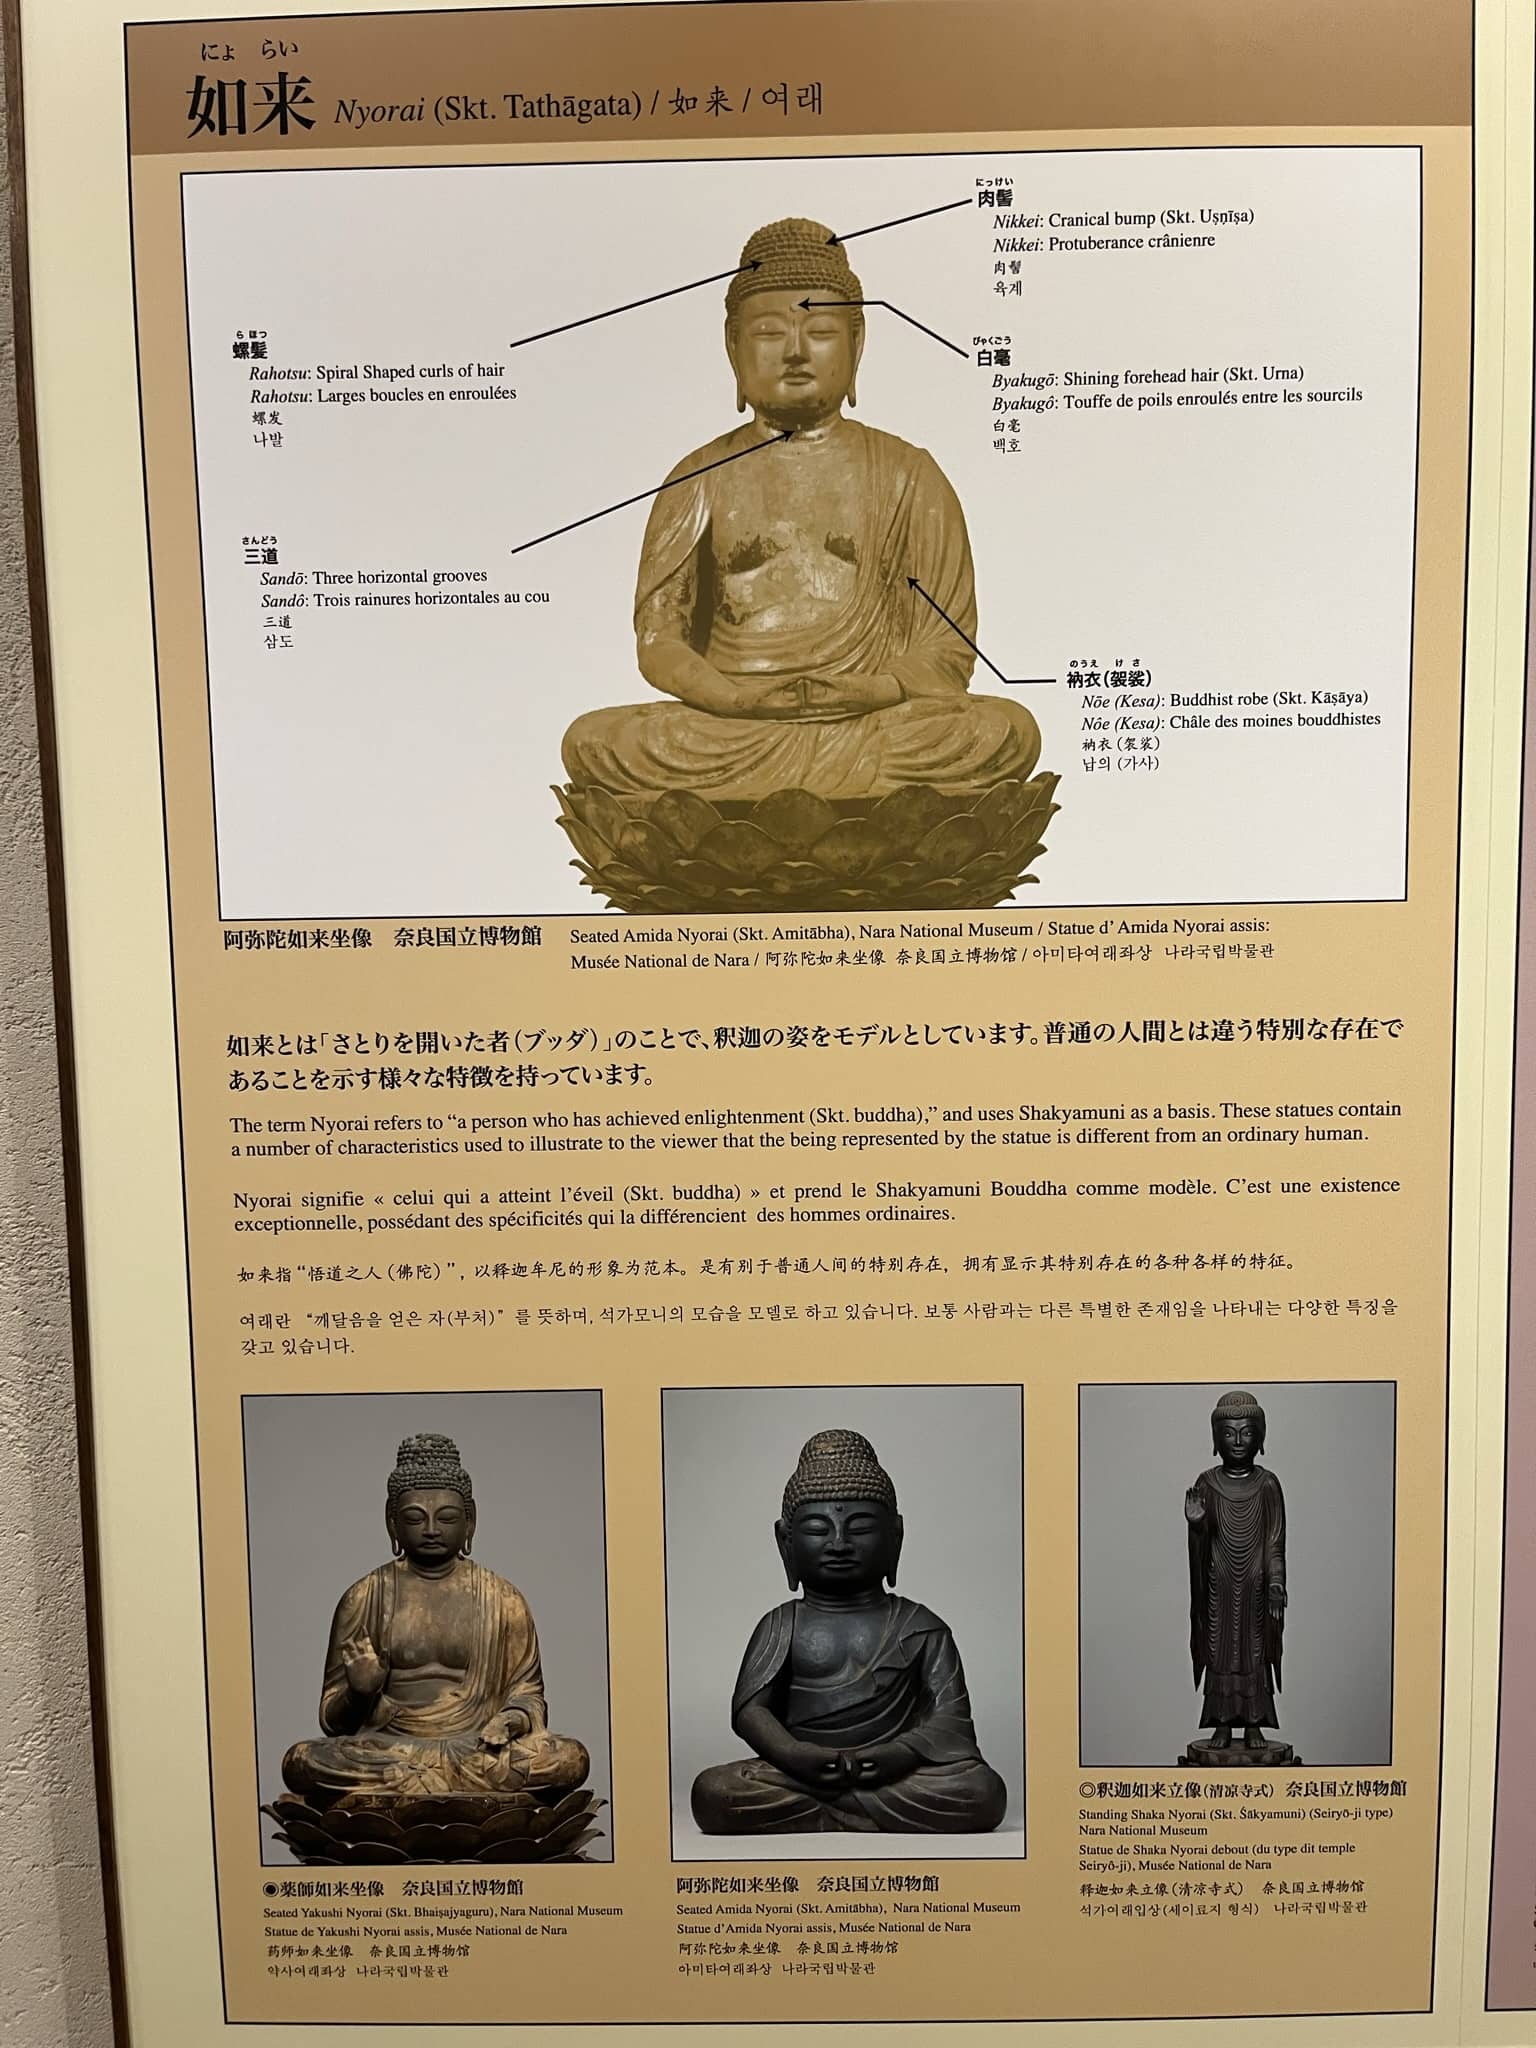 にょ らい
如来 Nyorai (Skt. Tathāgata) / 如来 / 여래
にっけい
肉髻
Nikkei: Cranical bump (Skt. Uṣṇīṣa)
Nikkei: Protuberance crânienre
肉髻
육계
らほつ
螺髪
Rahotsu: Spiral Shaped curls of hair
Rahotsu: Larges boucles en enroulées
螺发
나발
びゃくごう
白毫
Byakugō: Shining forehead hair (Skt. Urna)
Byakugô: Touffe de poils enroulés entre les sourcils
白毫
백호
さんどう
三道
Sandō: Three horizontal grooves
Sandô: Trois rainures horizontales au cou
三道
삼도
のうえ けさ
衲衣(袈裟)
Nōe (Kesa): Buddhist robe (Skt. Kāṣāya)
Nôe (Kesa): Châle des moines bouddhistes
衲衣 (袈裟)
납의 (가사)
阿弥陀如来坐像 奈良国立博物館
Seated Amida Nyorai (Skt. Amitābha), Nara National Museum / Statue d' Amida Nyorai assis:
Musée National de Nara / 阿弥陀如来坐像 奈良国立博物馆 / 아미타여래좌상 나라국립박물관
如来とは「さとりを開いた者(ブッダ)」のことで、釈迦の姿をモデルとしています。普通の人間とは違う特別な存在で
あることを示す様々な特徴を持っています。
The term Nyorai refers to “a person who has achieved enlightenment (Skt. buddha),” and uses Shakyamuni as a basis. These statues contain
a number of characteristics used to illustrate to the viewer that the being represented by the statue is different from an ordinary human.
Nyorai signifie « celui qui a atteint l'éveil (Skt. buddha) » et prend le Shakyamuni Bouddha comme modèle. C'est une existence
exceptionnelle, possédant des spécificités qui la différencient des hommes ordinaires.
如来指“悟道之人(佛陀)”，以释迦牟尼的形象为范本。是有别于普通人间的特别存在，拥有显示其特别存在的各种各样的特征。
여래란 “깨달음을 얻은 자(부처)” 를 뜻하며, 석가모니의 모습을 모델로 하고 있습니다. 보통 사람과는 다른 특별한 존재임을 나타내는 다양한 특징을
갖고 있습니다.
◉薬師如来坐像 奈良国立博物館
Seated Yakushi Nyorai (Skt. Bhaiṣajyaguru), Nara National Museum
Statue de Yakushi Nyorai assis, Musée National de Nara
药师如来坐像 奈良国立博物馆
약사여래좌상 나라국립박물관
阿弥陀如来坐像 奈良国立博物館
Seated Amida Nyorai (Skt. Amitābha), Nara National Museum
Statue d'Amida Nyorai assis, Musée National de Nara
阿弥陀如来坐像 奈良国立博物馆
아미타여래좌상 나라국립박물관
◎釈迦如来立像(清凉寺式) 奈良国立博物館
Standing Shaka Nyorai (Skt. Śākyamuni) (Seiryō-ji type)
Nara National Museum
Statue de Shaka Nyorai debout (du type dit temple
Seiryô-ji), Musée National de Nara
释迦如来立像 (清凉寺式) 奈良国立博物馆
석가여래입상(세이료지 형식) 나라국립박물관